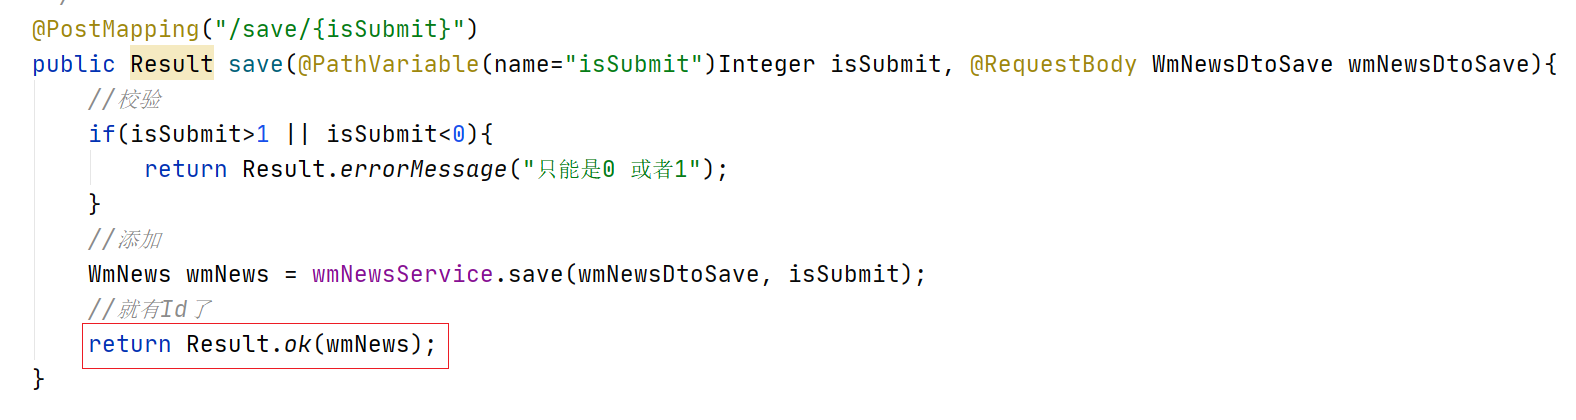 @PostMapping("/save/{isSubmit}")
public Result save(@PathVariable(name="isSubmit")Integer isSubmit, @RequestBody WmNewsDtoSave wmNewsDtoSave){
//校验
if(isSubmit>1 || isSubmit<0){
return Result.errorMessage("只能是0 或者1");
}
//添加
WmNews wmNews = wmNewsService.save(wmNewsDtoSave, isSubmit);
//就有Id了
return Result.ok(wmNews);
}